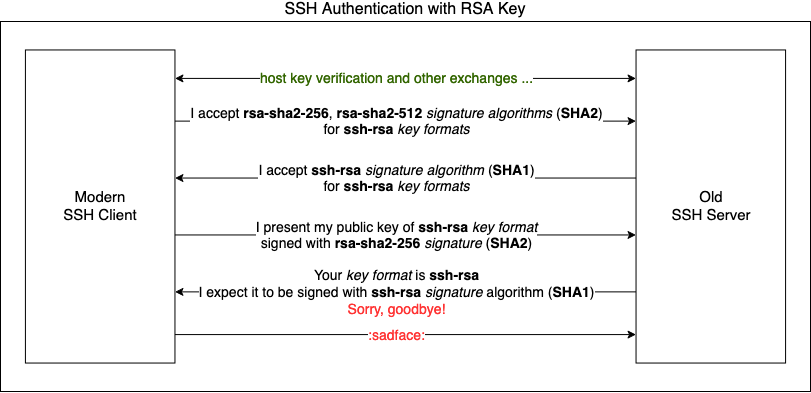 SSH Authentication with RSA Key
host key verification and other exchanges ...
I accept rsa-sha2-256, rsa-sha2-512 signature algorithms (SHA2)
for ssh-rsa key formats
I accept ssh-rsa signature algorithm (SHA1)
for ssh-rsa key formats
Modern
SSH Client
Old
SSH Server
I present my public key of ssh-rsa key format
signed with rsa-sha2-256 signature (SHA2)
Your key format is ssh-rsa
I expect it to be signed with ssh-rsa signature algorithm (SHA1)
Sorry, goodbye!
:sadface: